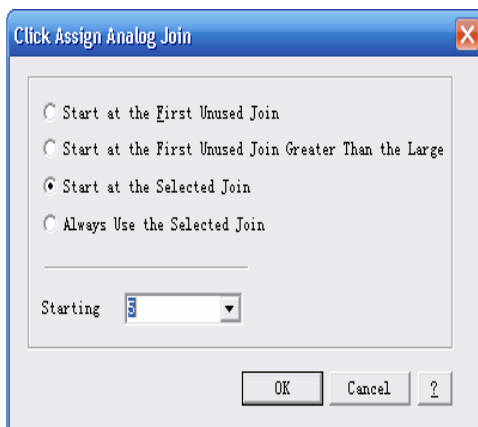 Click Assign Analog Join
Start at the First Unused Join
Start at the First Unused Join Greater Than the Large
Start at the Selected Join
Always Use the Selected Join
Starting 5
OK Cancel ?